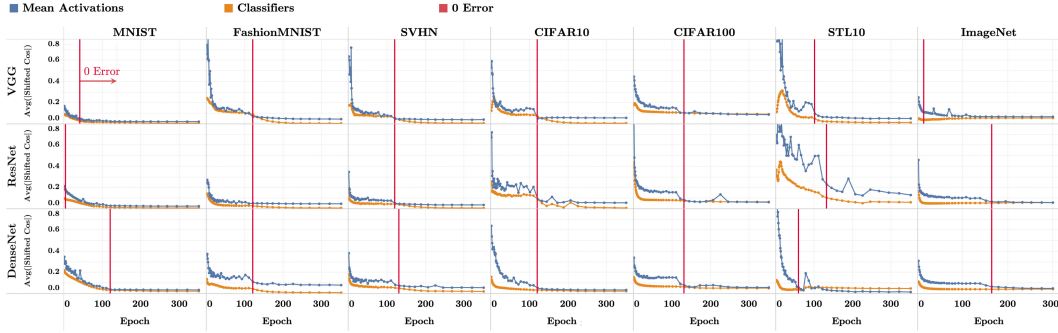 Mean Activations Classifiers 0 Error
MNIST FashionMNIST SVHN CIFAR10 CIFAR100 STL10 ImageNet
VGG
Avg(|Shifted Cos|)
0.8
0.6
0.4
0.2
0.0
0 Error
ResNet
Avg(|Shifted Cos|)
0.8
0.6
0.4
0.2
0.0
DenseNet
Avg(|Shifted Cos|)
0.8
0.6
0.4
0.2
0.0
0 100 200 300 0 100 200 300 0 100 200 300 0 100 200 300 0 100 200 300 0 100 200 300 0 100 200 300
Epoch Epoch Epoch Epoch Epoch Epoch Epoch